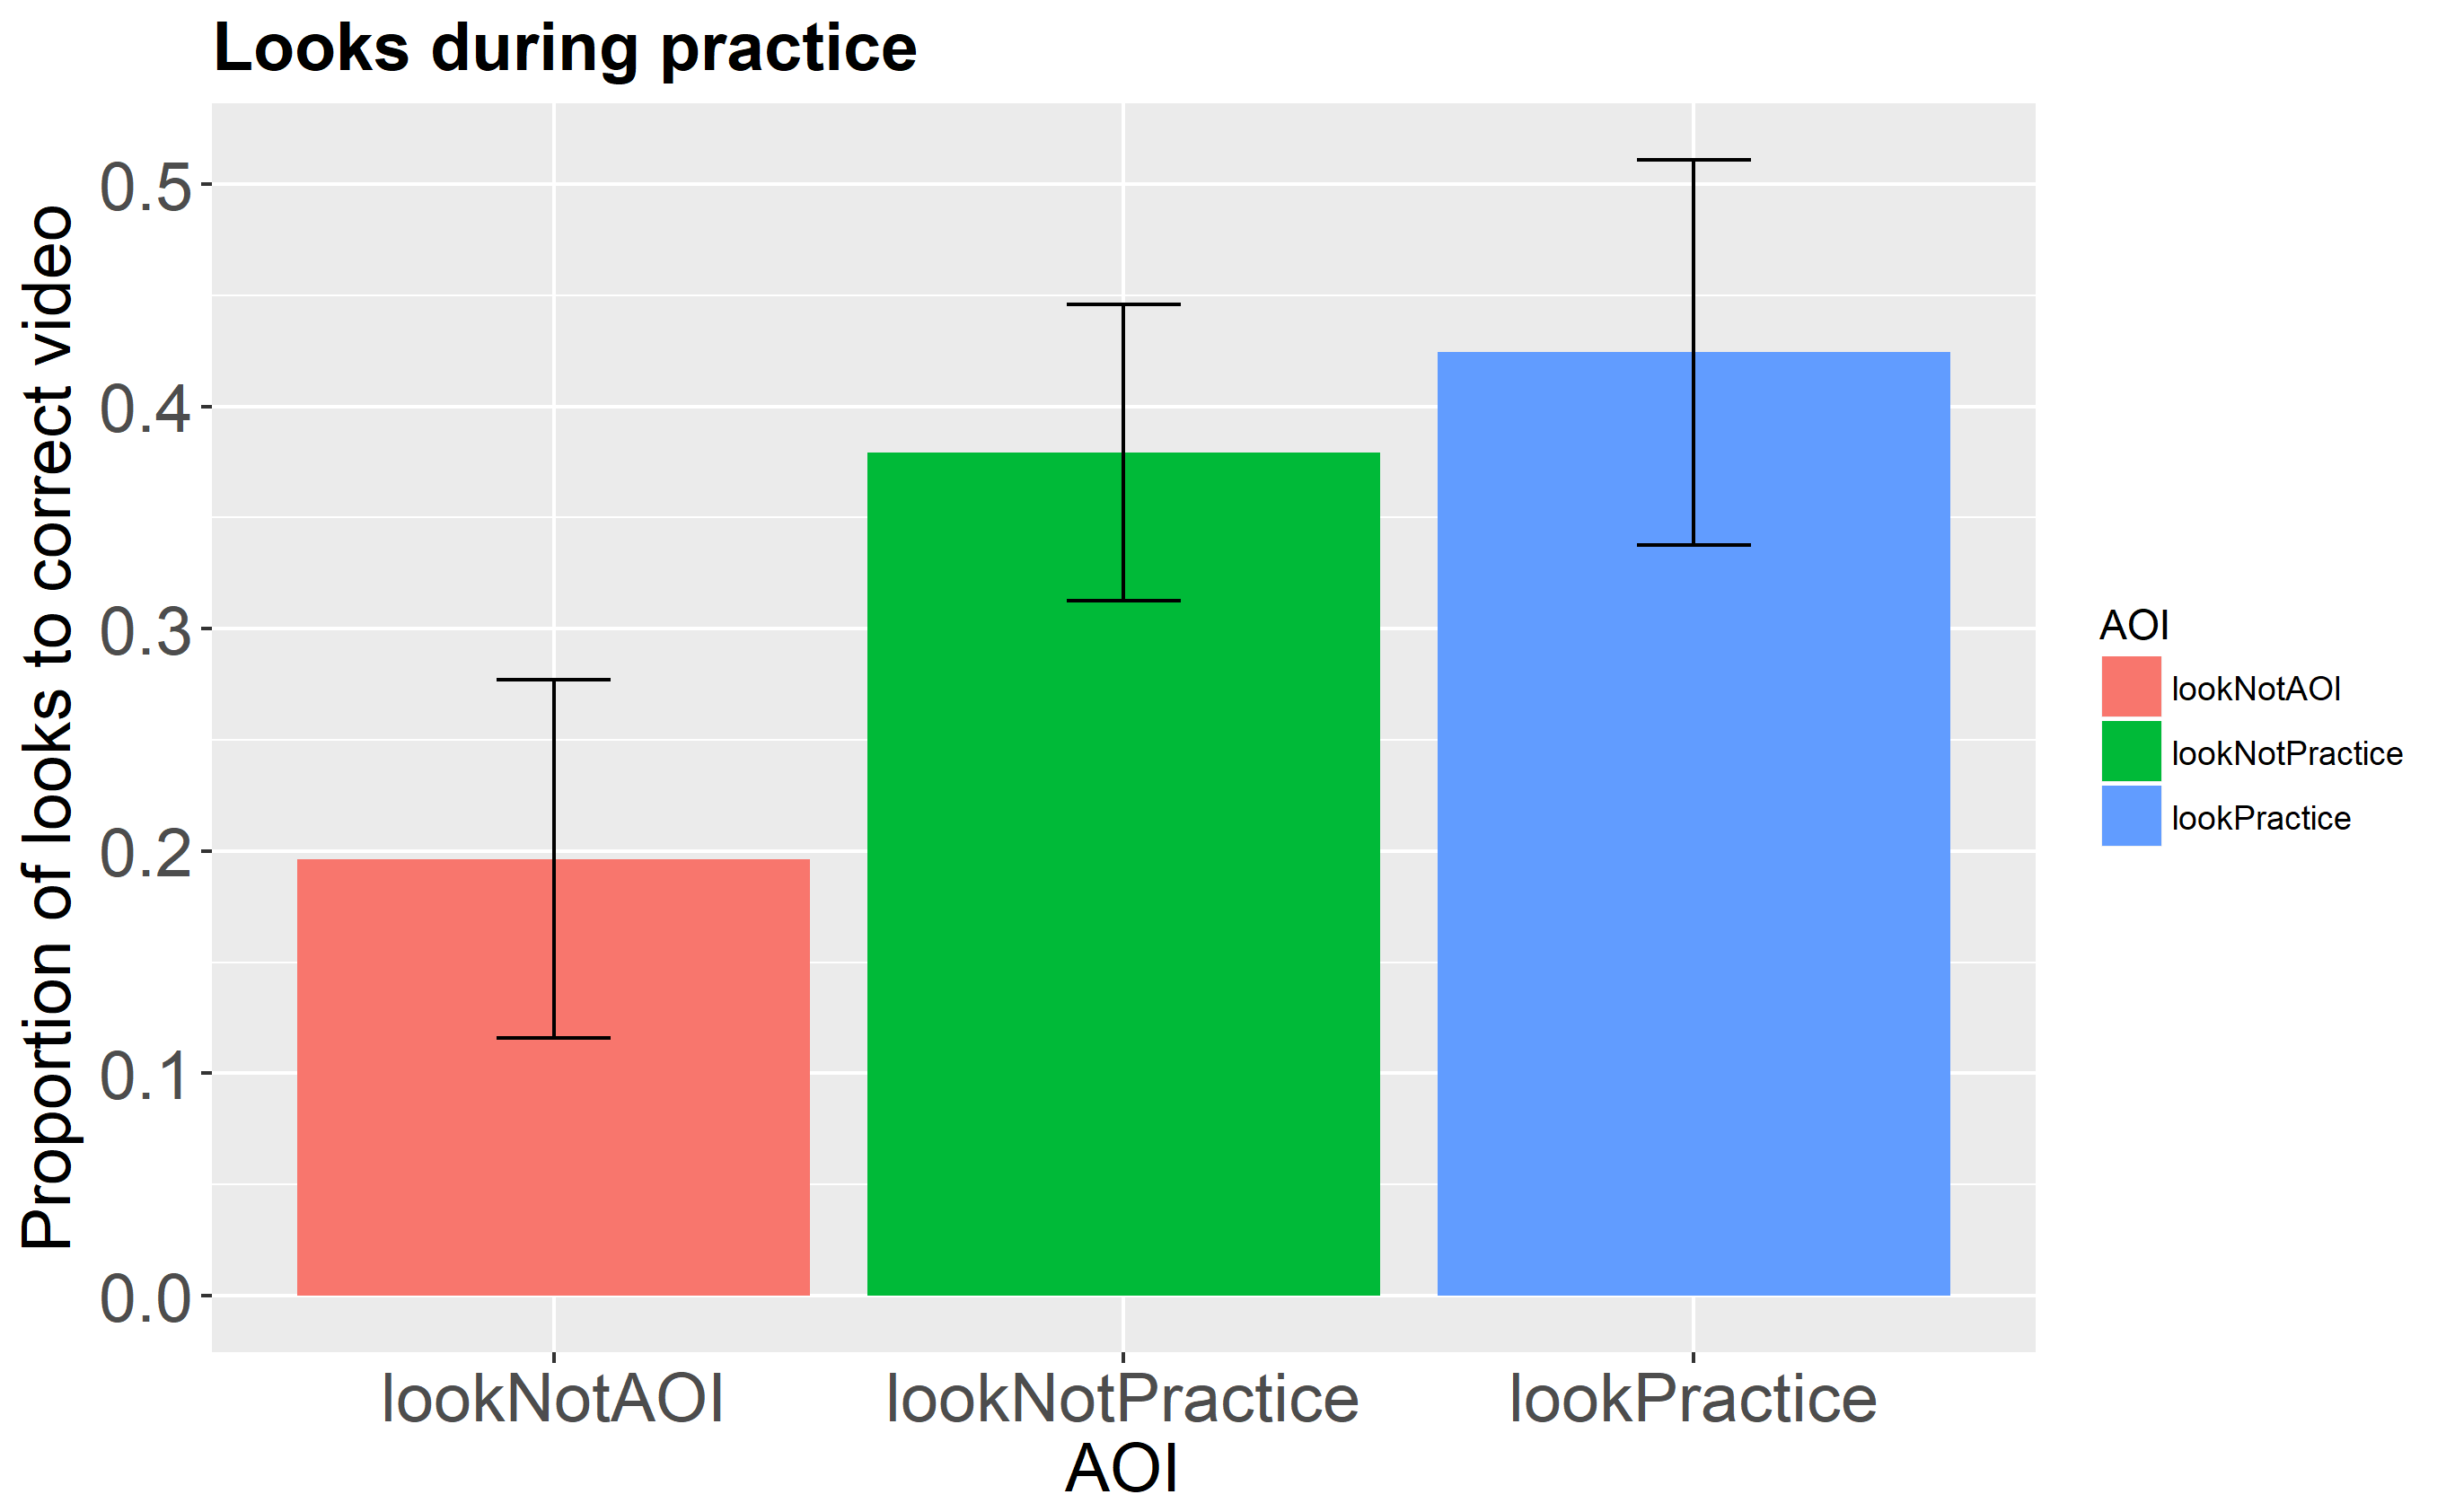 Looks during practice
Proportion of looks to correct video
0.5
0.4
0.3
0.2
0.1
0.0
lookNotAOI
lookNotPractice
lookPractice
AOI
AOI
lookNotAOI
lookNotPractice
lookPractice